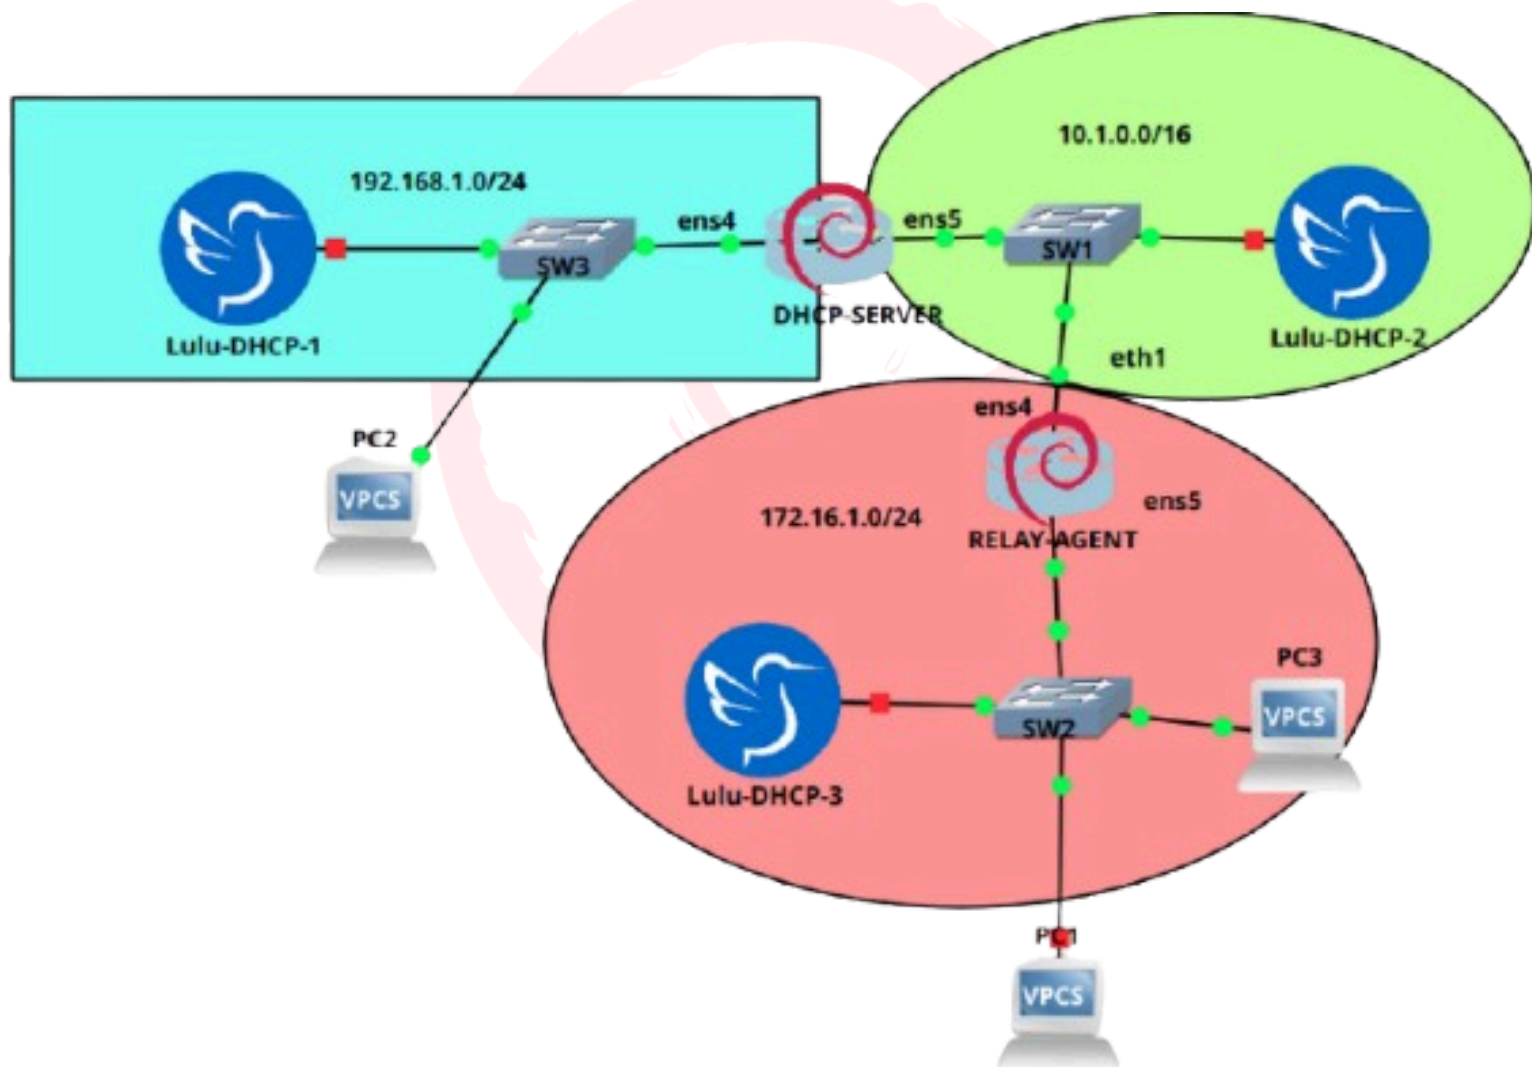 10.1.0.0/16
192.168.1.0/24
ens4
ens5
SW3
SW1
DHCP-SERVER
Lulu-DHCP-1
Lulu-DHCP-2
eth1
ens4
PC2
VPCS
172.16.1.0/24
ens5
RELAY-AGENT
PC3
VPCS
SW2
Lulu-DHCP-3
PC1
VPCS